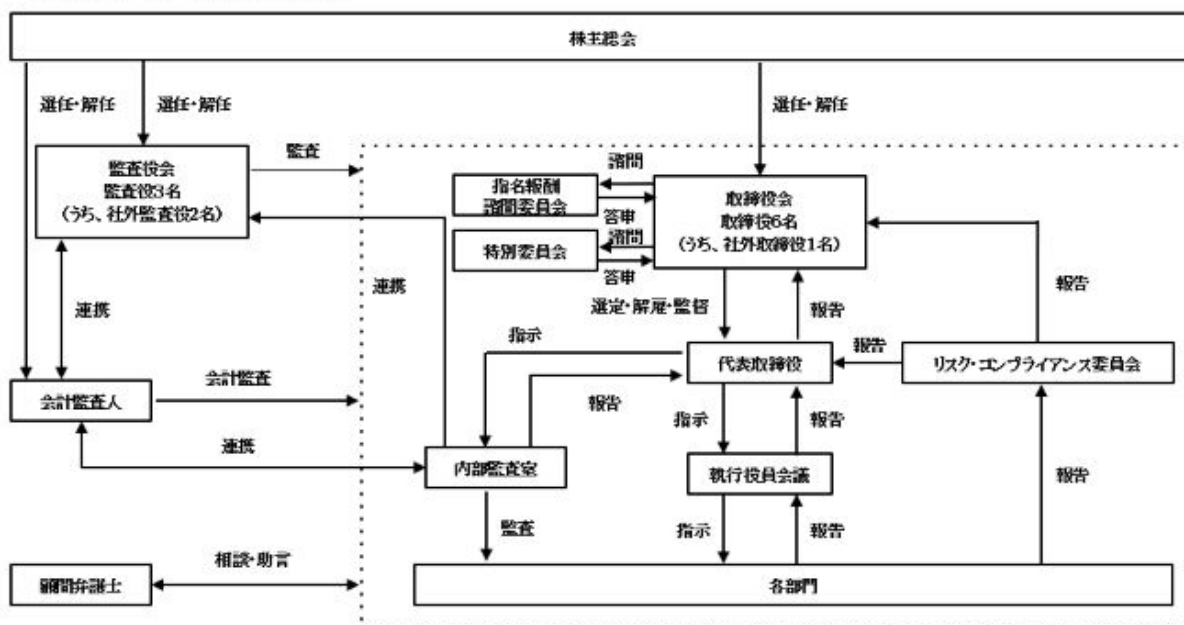 株主総会
選任・解任
選任・解任
選任・解任
監査役会
監査役3名
（うち、社外監査役2名）
監査
指名報酬
諮問委員会
諮問
答申
特別委員会
諮問
答申
取締役会
取締役6名
（うち、社外取締役1名）
連携
連携
選定・解雇・監督
報告
報告
指示
代表取締役
報告
リスク・コンプライアンス委員会
会計監査人
会計監査
報告
指示
報告
連携
内部監査室
執行役員会議
報告
監査
指示
報告
顧問弁護士
相談・助言
各部門